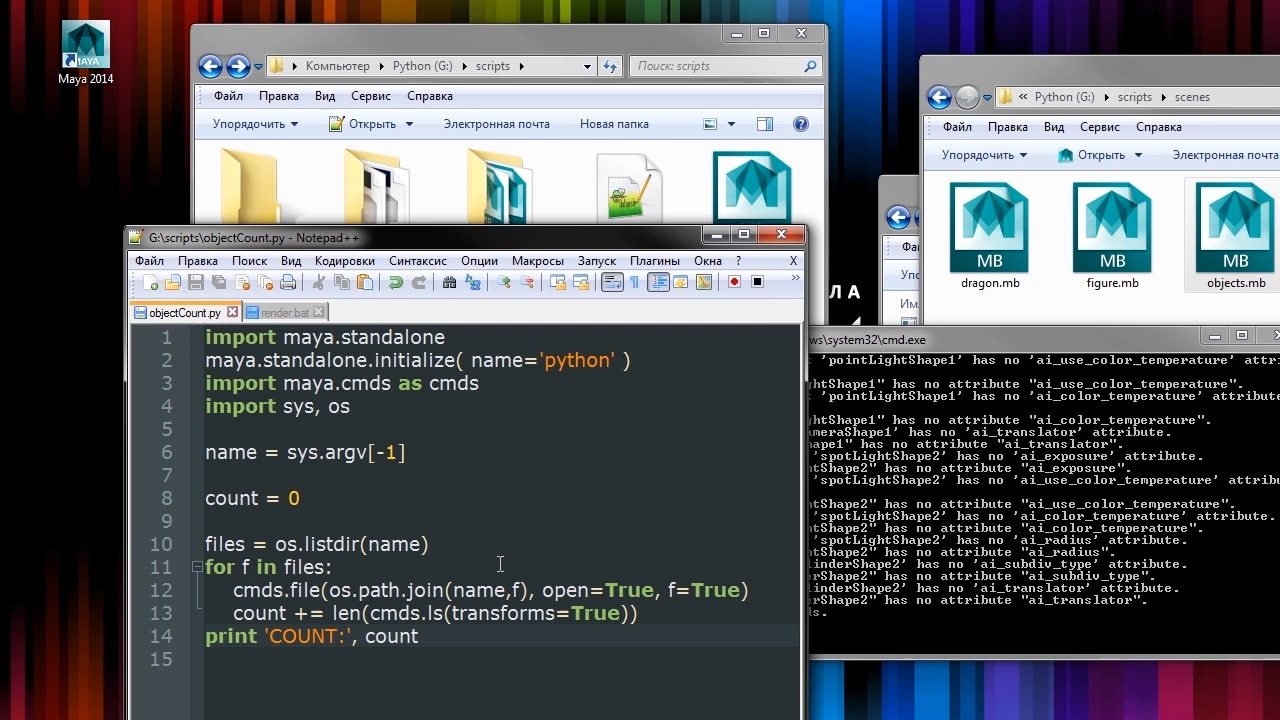 MAYA
Maya 2014
Компьютер Python (G:) scripts
Поиск: scripts
Файл Правка Вид Сервис Справка
Упорядочить Открыть Электронная почта Новая папка
« Python (G:) scripts scenes
Файл Правка Вид Сервис Справка
Упорядочить Открыть Электронная почта
MB MB MB
dragon.mb figure.mb objects.mb
Л А
G:\scripts\objectCount.py - Notepad++
Файл Правка Поиск Вид Кодировки Синтаксис Опции Макросы Запуск Плагины Окна ? X
objectCount.py render.bat
1 import maya.standalone
2 maya.standalone.initialize( name='python' )
3 import maya.cmds as cmds
4 import sys, os
5
6 name = sys.argv[-1]
7
8 count = 0
9
10 files = os.listdir(name)
11 for f in files:
12 cmds.file(os.path.join(name,f), open=True, f=True)
13 count += len(cmds.ls(transforms=True))
14 print 'COUNT:', count
15
ws\system32\cmd.exe
'pointLightShape1' has no 'ai_use_color_temperature' attri
ghtShape1" has no attribute "ai_use_color_temperature".
'pointLightShape1' has no 'ai_color_temperature' attribute
ghtShape1" has no attribute "ai_color_temperature".
meraShape1' has no 'ai_translator' attribute.
hape1" has no attribute "ai_translator".
'spotLightShape2' has no 'ai_exposure' attribute.
htShape2" has no attribute "ai_exposure".
'spotLightShape2' has no 'ai_use_color_temperature' attribu
htShape2" has no attribute "ai_use_color_temperature".
'spotLightShape2' has no 'ai_color_temperature' attribute.
htShape2" has no attribute "ai_color_temperature".
'spotLightShape2' has no 'ai_radius' attribute.
htShape2" has no attribute "ai_radius".
linderShape2' has no 'ai_subdiv_type' attribute.
erShape2" has no attribute "ai_subdiv_type".
linderShape2' has no 'ai_translator' attribute.
erShape2" has no attribute "ai_translator".
ds.